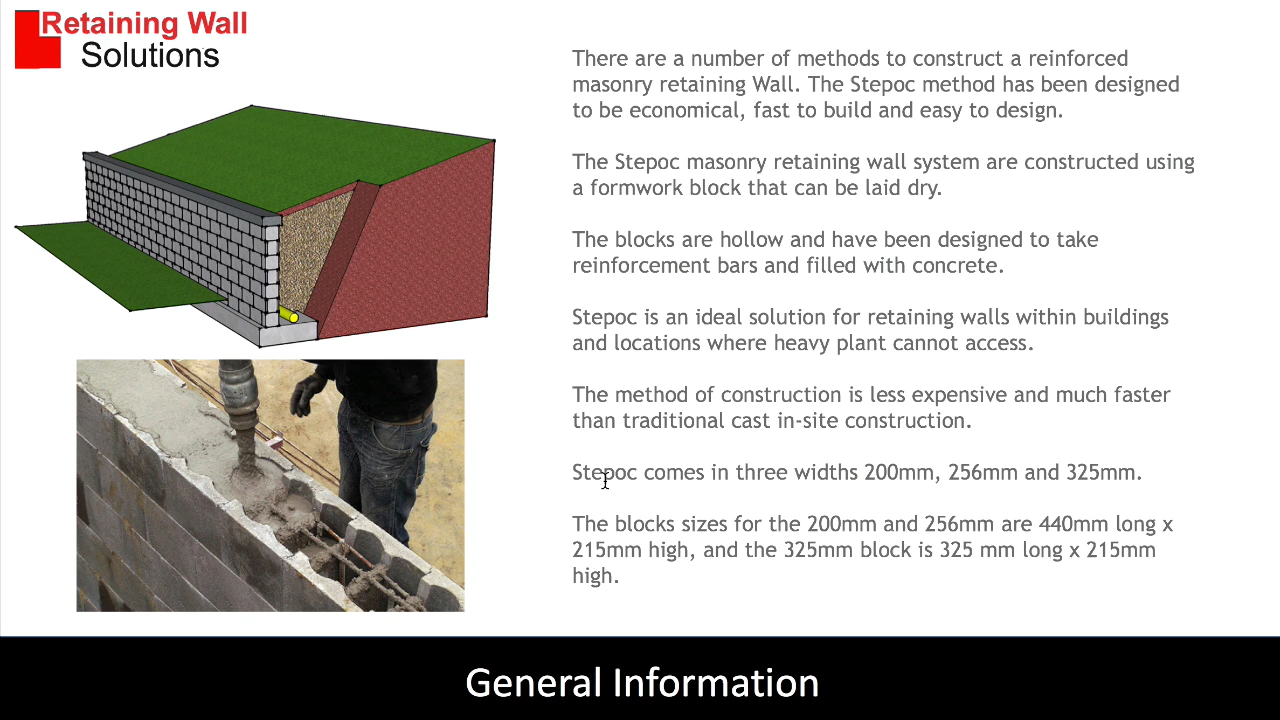 Retaining Wall
Solutions
There are a number of methods to construct a reinforced
masonry retaining Wall. The Stepoc method has been designed
to be economical, fast to build and easy to design.
The Stepoc masonry retaining wall system are constructed using
a formwork block that can be laid dry.
The blocks are hollow and have been designed to take
reinforcement bars and filled with concrete.
Stepoc is an ideal solution for retaining walls within buildings
and locations where heavy plant cannot access.
The method of construction is less expensive and much faster
than traditional cast in-site construction.
Stepoc comes in three widths 200mm, 256mm and 325mm.
The blocks sizes for the 200mm and 256mm are 440mm long x
215mm high, and the 325mm block is 325 mm long x 215mm
high.
General Information